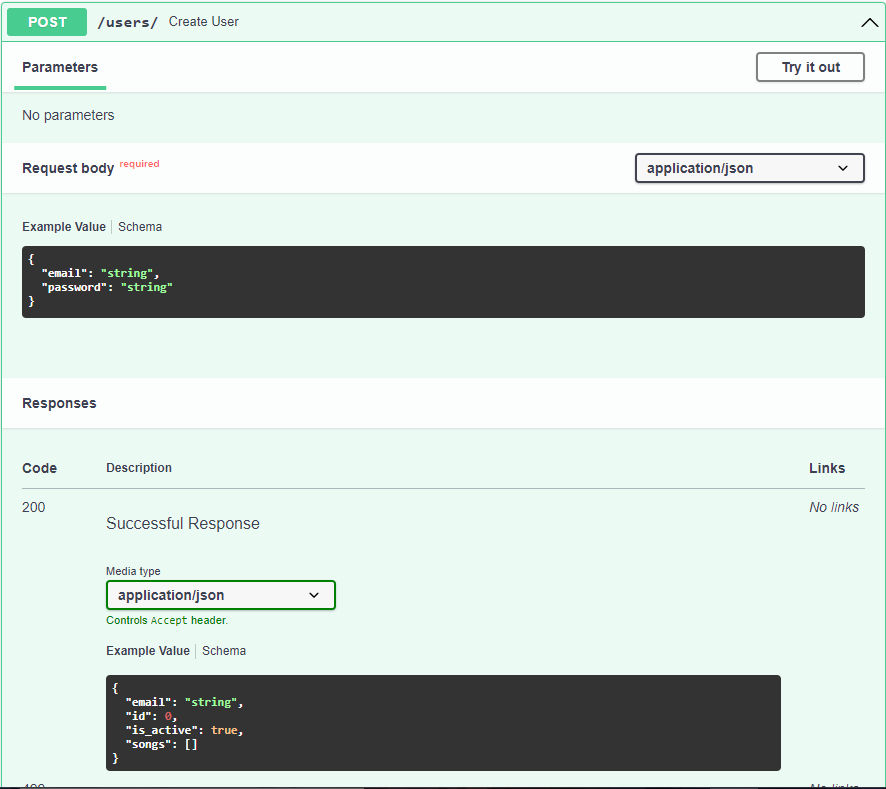 POST /users/ Create User
Parameters
Try it out
No parameters
Request body required
application/json
Example Value Schema
{
  "email": "string",
  "password": "string"
}
Responses
Code Description Links
200 No links
Successful Response
Media type
application/json
Controls Accept header.
Example Value Schema
{
  "email": "string",
  "id": 0,
  "is_active": true,
  "songs": []
}
No links